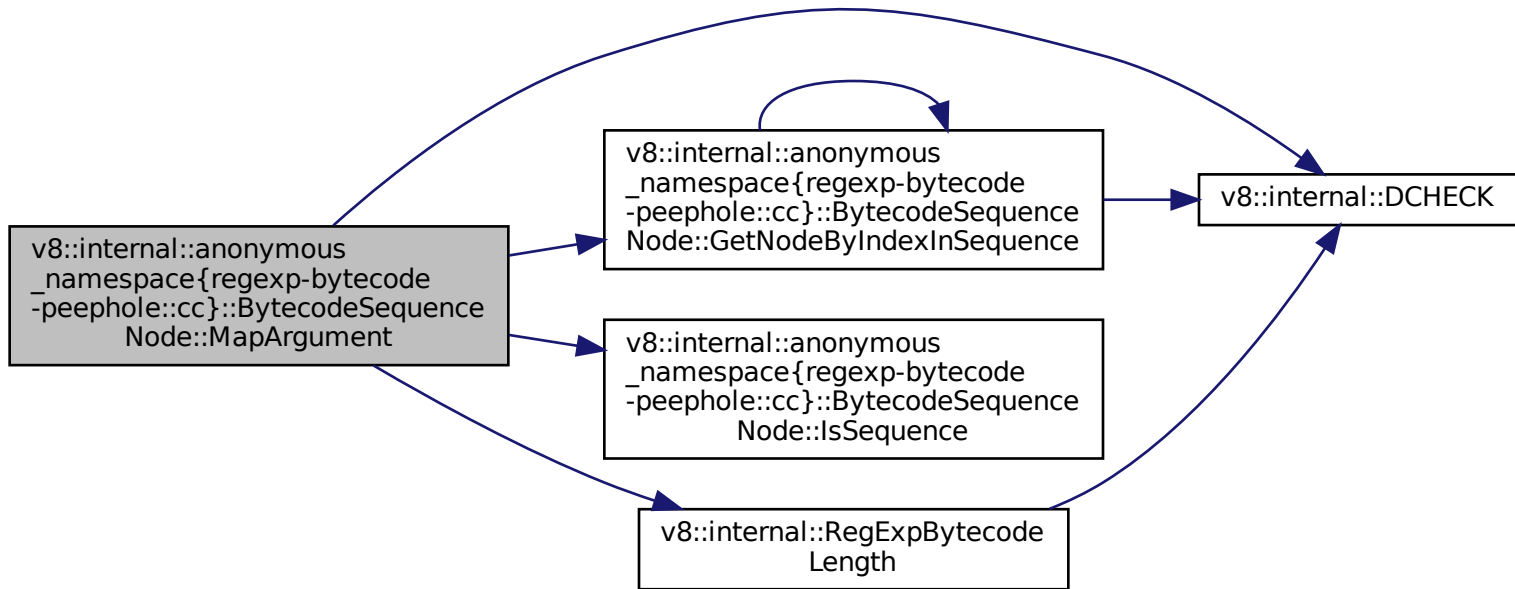 v8::internal::anonymous
_namespace{regexp-bytecode
-peephole::cc}::BytecodeSequence
Node::MapArgument
v8::internal::anonymous
_namespace{regexp-bytecode
-peephole::cc}::BytecodeSequence
Node::GetNodeByIndexInSequence
v8::internal::DCHECK
v8::internal::anonymous
_namespace{regexp-bytecode
-peephole::cc}::BytecodeSequence
Node::IsSequence
v8::internal::RegExpBytecode
Length